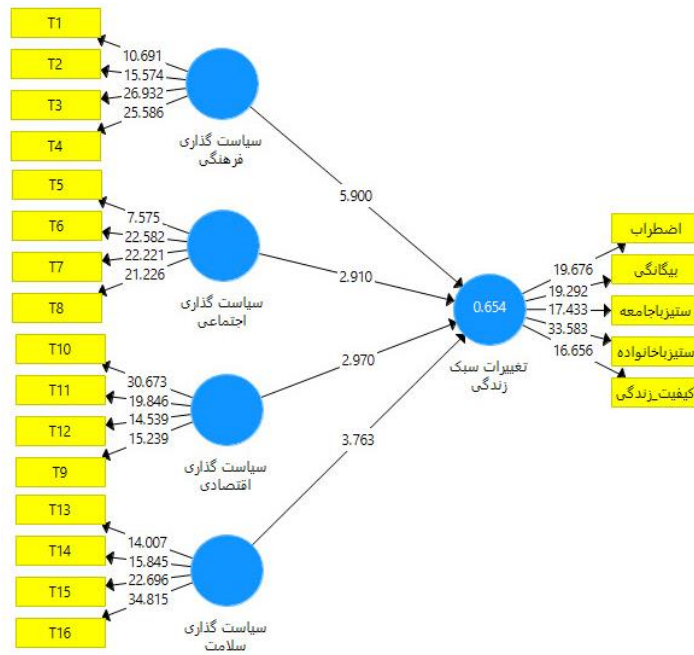 T1
T2
T3
T4
10.691
15.574
26.932
25.586
سیاست گذاری
فرهنگی
5.900
T5
T6
T7
T8
7.575
22.582
22.221
21.226
سیاست گذاری
اجتماعی
2.910
T10
T11
T12
T9
30.673
19.846
14.539
15.239
سیاست گذاری
اقتصادی
2.970
T13
T14
T15
T16
14.007
15.845
22.696
34.815
سیاست گذاری
سلامت
3.763
0.654
تغییرات سبک
زندگی
19.676
19.292
17.433
33.583
16.656
اضطراب
بیگانگی
ستیزباجامعه
ستیزباخانواده
کیفیت_زندگی